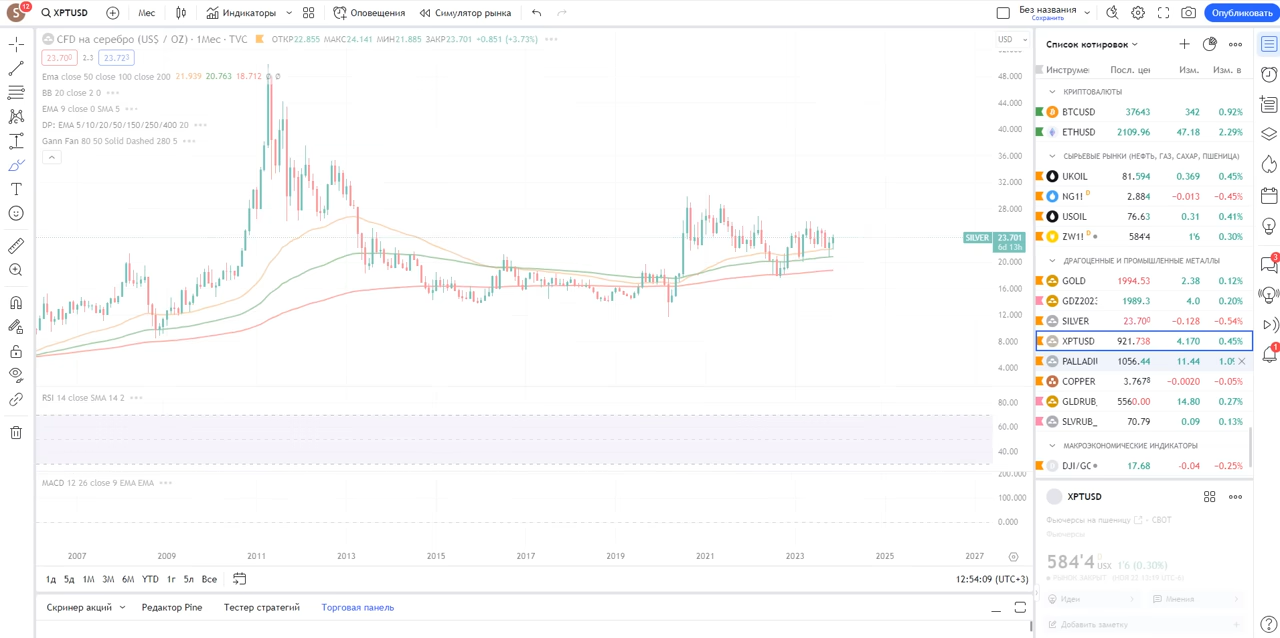 S 12 XPTUSD Мес Индикаторы Оповещения Симулятор рынка Без названия Сохранить Опубликовать
CFD на серебро (US$ / OZ) · 1Мес · TVC ОТКР22.855 МАКС24.141 МИН21.885 ЗАКР23.701 +0.851 (+3.73%)
23.700 2.3 23.723
Ema close 50 close 100 close 200 21.939 20.763 18.712 ∅ ∅
BB 20 close 2 0
EMA 9 close 0 SMA 5
DP: EMA 5/10/20/50/150/250/400 20
Gann Fan 80 50 Solid Dashed 280 5
USD
48.000
44.000
40.000
36.000
32.000
28.000
SILVER 23.701
6d 13h
20.000
16.000
12.000
8.000
4.000
RSI 14 close SMA 14 2
80.00
60.00
40.00
MACD 12 26 close 9 EMA EMA
200.000
100.000
0.000
2007 2009 2011 2013 2015 2017 2019 2021 2023 2025 2027
1д 5д 1М 3М 6М YTD 1г 5л Все 12:54:09 (UTC+3)
Скринер акций Редактор Pine Тестер стратегий Торговая панель
Список котировок
Инструме Посл. це Изм. Изм. в
КРИПТОВАЛЮТЫ
BTCUSD 37643 342 0.92%
ETHUSD 2109.96 47.18 2.29%
СЫРЬЕВЫЕ РЫНКИ (НЕФТЬ, ГАЗ, САХАР, ПШЕНИЦА)
UKOIL 81.594 0.369 0.45%
NG1! D 2.884 −0.013 −0.45%
USOIL 76.63 0.31 0.41%
ZW1! D 584'4 1'6 0.30%
ДРАГОЦЕННЫЕ И ПРОМЫШЛЕННЫЕ МЕТАЛЛЫ
GOLD 1994.53 2.38 0.12%
GDZ2023 1989.3 4.0 0.20%
SILVER 23.700 −0.128 −0.54%
XPTUSD 921.738 4.170 0.45%
PALLADIU 1056.44 11.44 1.09
COPPER 3.7678 −0.0020 −0.05%
GLDRUB_ 5560.00 14.80 0.27%
SLVRUB_ 70.79 0.09 0.13%
МАКРОЭКОНОМИЧЕСКИЕ ИНДИКАТОРЫ
DJI/GC 17.68 −0.04 −0.25%
XPTUSD
Фьючерсы на пшеницу - CBOT
Фьючерсы
584'4 0 USX 1'6 (0.30%)
РЫНОК ЗАКРЫТ
Идеи Мнения
Добавить заметку
3
1